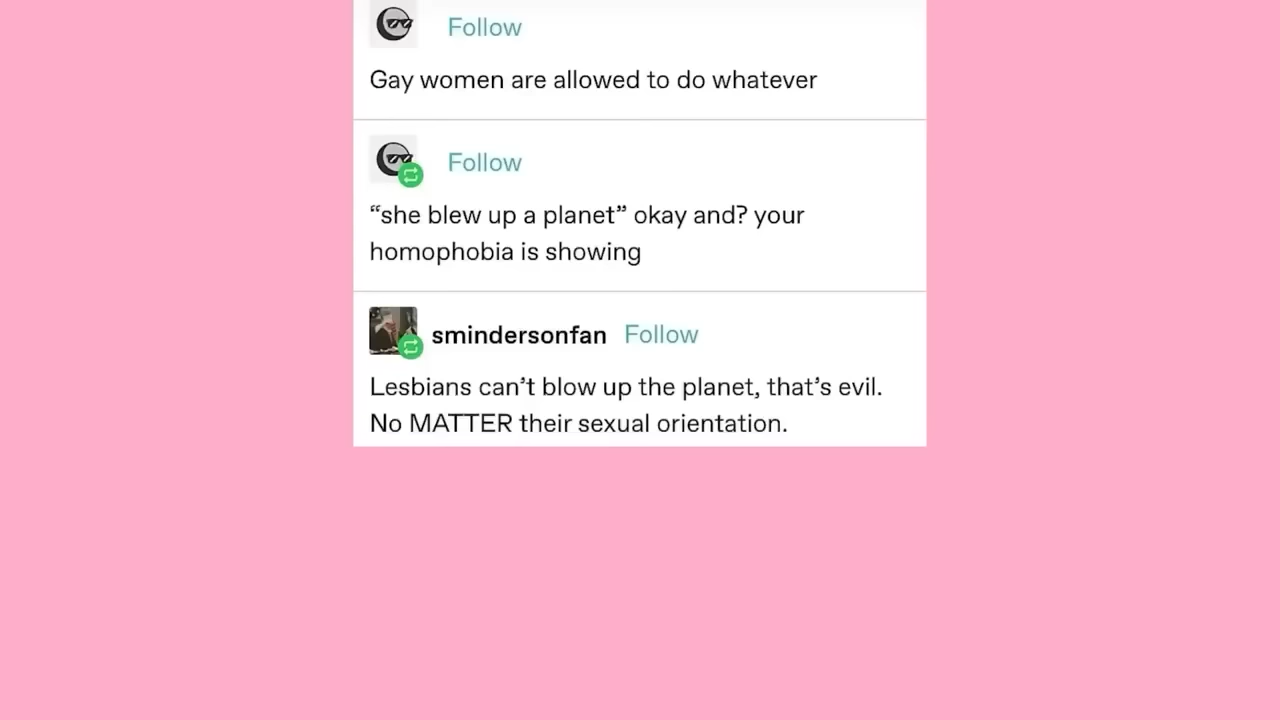 Follow
Gay women are allowed to do whatever
Follow
“she blew up a planet” okay and? your
homophobia is showing
smindersonfan Follow
Lesbians can’t blow up the planet, that’s evil.
No MATTER their sexual orientation.